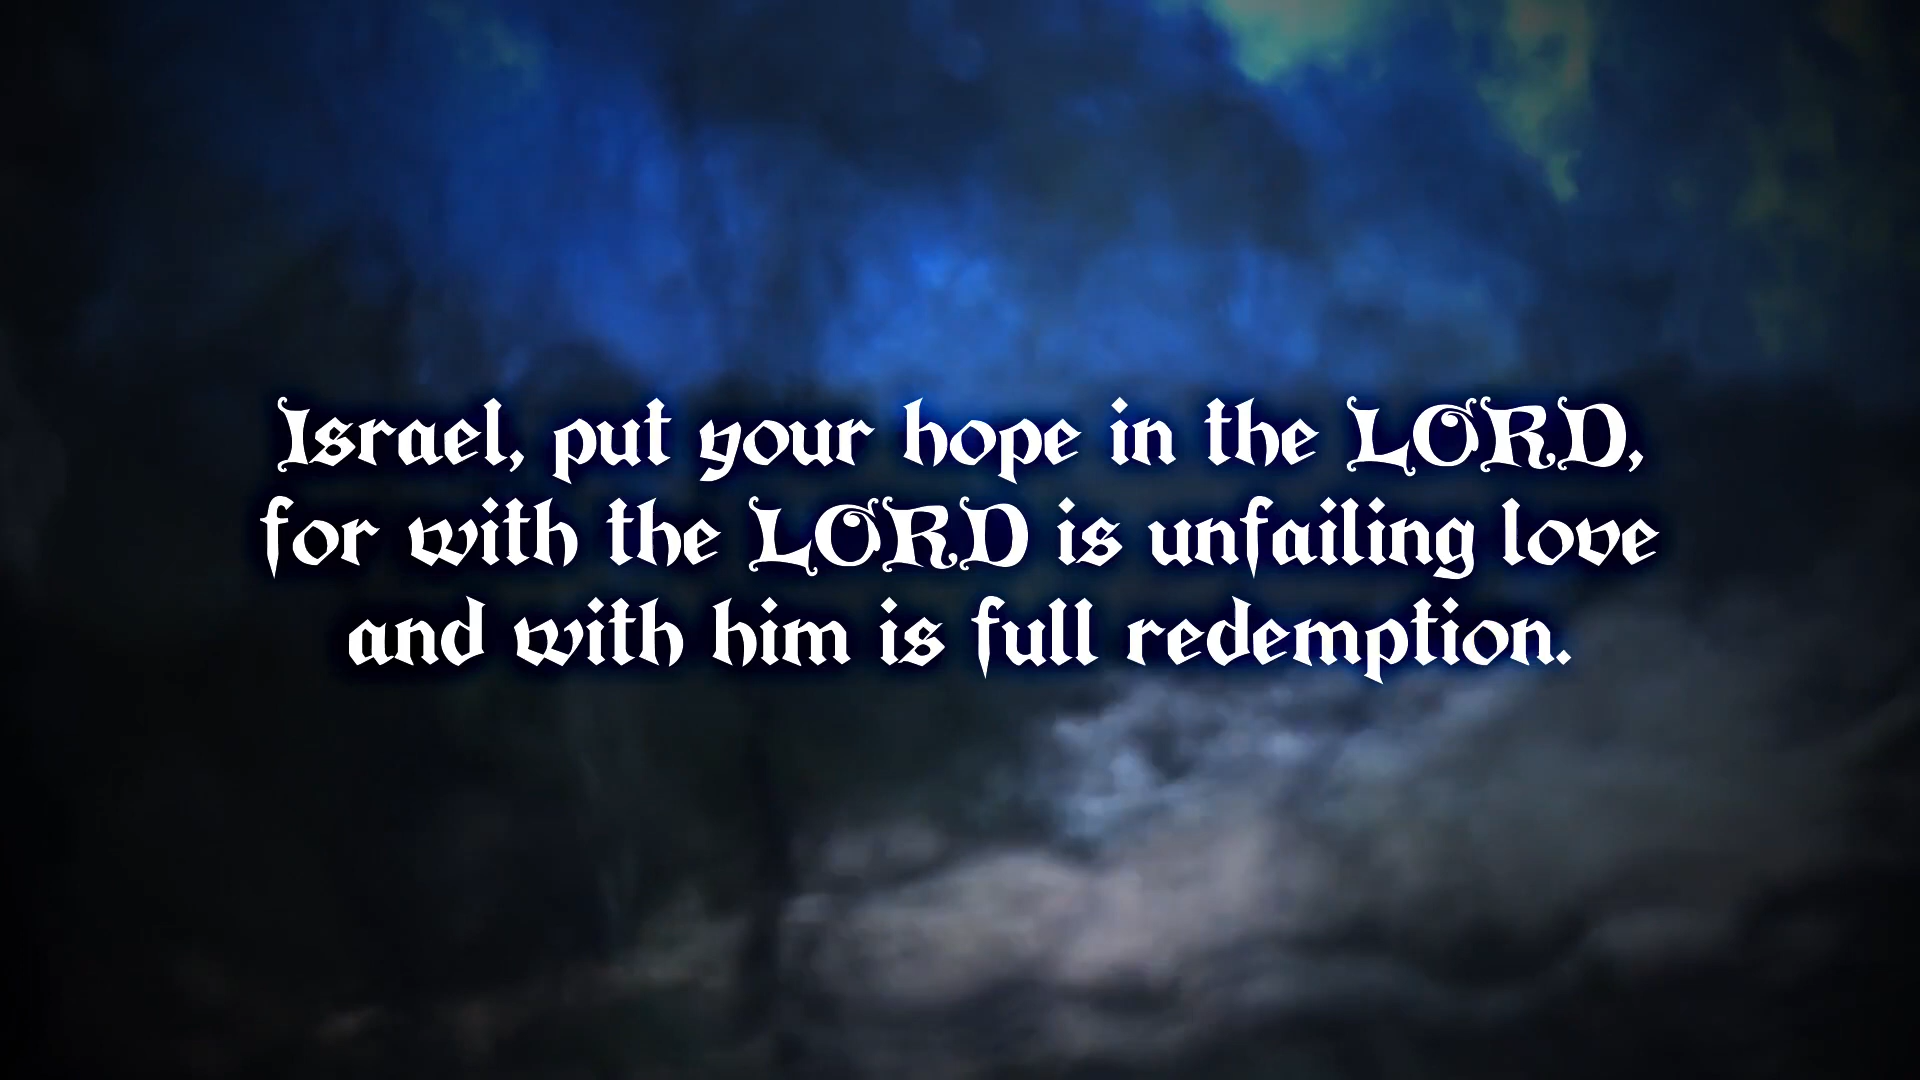 Israel, put your hope in the LORD,
for with the LORD is unfailing love
and with him is full redemption.